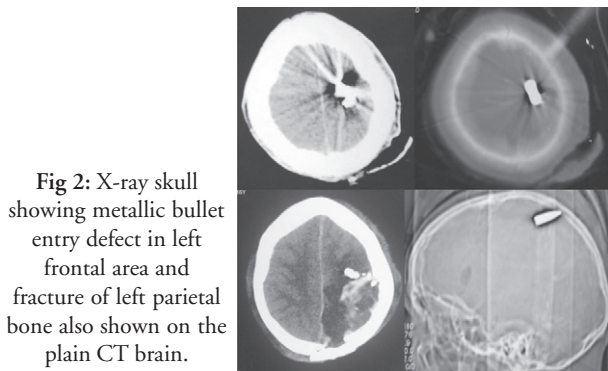 Fig 2: X-ray skull
showing metallic bullet
entry defect in left
frontal area and
fracture of left parietal
bone also shown on the
plain CT brain.